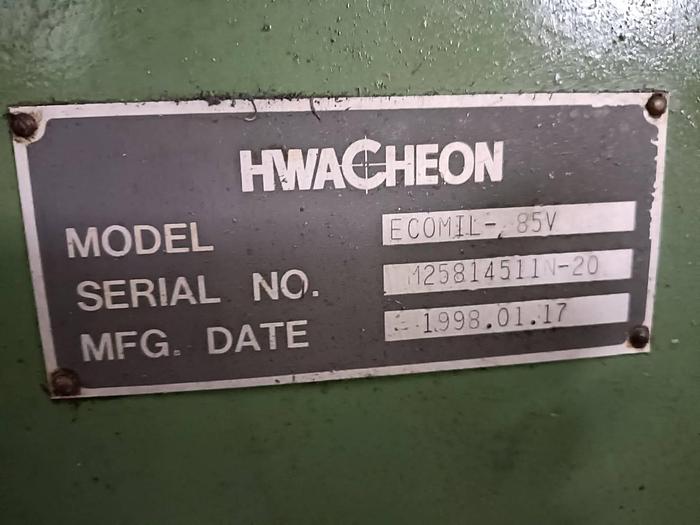 HWACHEON
MODEL ECOMIL-85V
SERIAL NO. M25814511N-20
MFG. DATE 1998.01.17